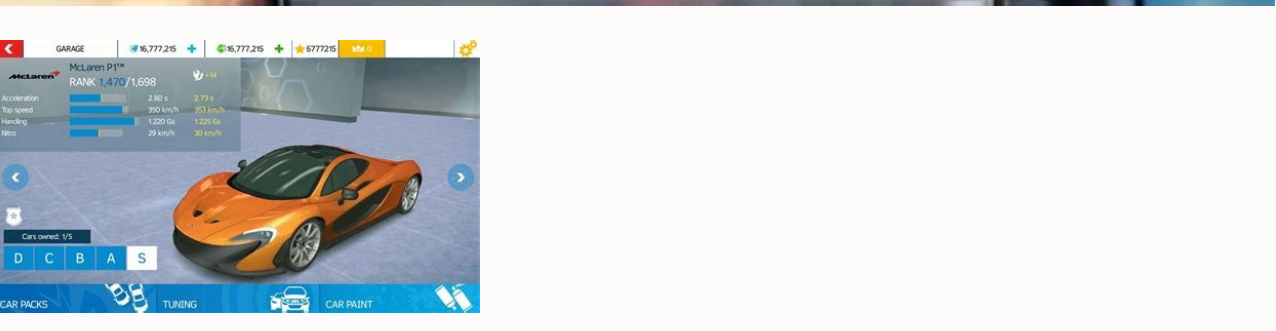 GARAGE 16,777,215 16,777,215 6777215 0
McLaren McLaren P1™
RANK 1,470/1,698 +14
Acceleration 2.80 s 2.73 s
Top speed 350 km/h 353 km/h
Handling 1.220 Gs 1.225 Gs
Nitro 29 km/h 30 km/h
Cars owned: 1/5
D C B A S
CAR PACKS TUNING CAR PAINT